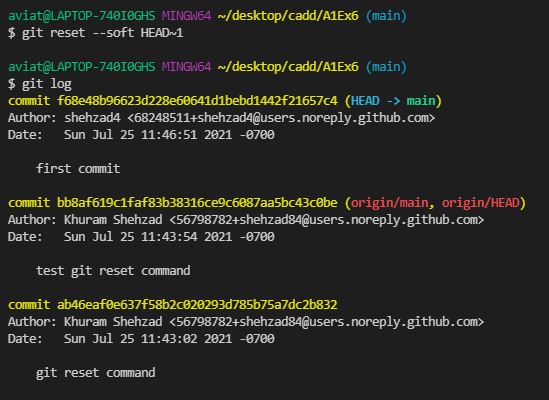 aviat@LAPTOP-740I0GHS MINGW64 ~/desktop/cadd/A1Ex6 (main)
$ git reset --soft HEAD~1
aviat@LAPTOP-740I0GHS MINGW64 ~/desktop/cadd/A1Ex6 (main)
$ git log
commit f68e48b96623d228e60641d1bebd1442f21657c4 (HEAD -> main)
Author: shehzad4 <68248511+shehzad4@users.noreply.github.com>
Date:   Sun Jul 25 11:46:51 2021 -0700
    first commit
commit bb8af619c1faf83b38316ce9c6087aa5bc43c0be (origin/main, origin/HEAD)
Author: Khuram Shehzad <56798782+shehzad84@users.noreply.github.com>
Date:   Sun Jul 25 11:43:54 2021 -0700
    test git reset command
commit ab46eaf0e637f58b2c020293d785b75a7dc2b832
Author: Khuram Shehzad <56798782+shehzad84@users.noreply.github.com>
Date:   Sun Jul 25 11:43:02 2021 -0700
    git reset command